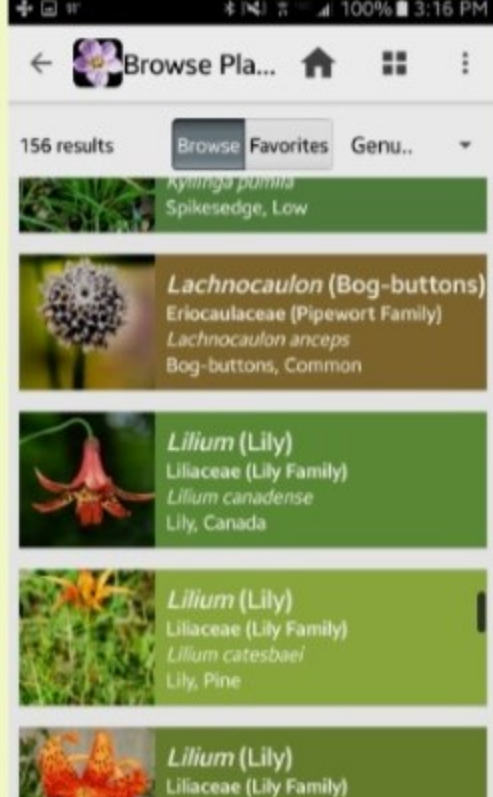 100% 3:16 PM
Browse Pla...
156 results
Browse
Favorites
Genu..
Kyllinga pumila
Spikesedge, Low
Lachnocaulon (Bog-buttons)
Eriocaulaceae (Pipewort Family)
Lachnocaulon anceps
Bog-buttons, Common
Lilium (Lily)
Liliaceae (Lily Family)
Lilium canadense
Lily, Canada
Lilium (Lily)
Liliaceae (Lily Family)
Lilium catesbaei
Lily, Pine
Lilium (Lily)
Liliaceae (Lily Family)